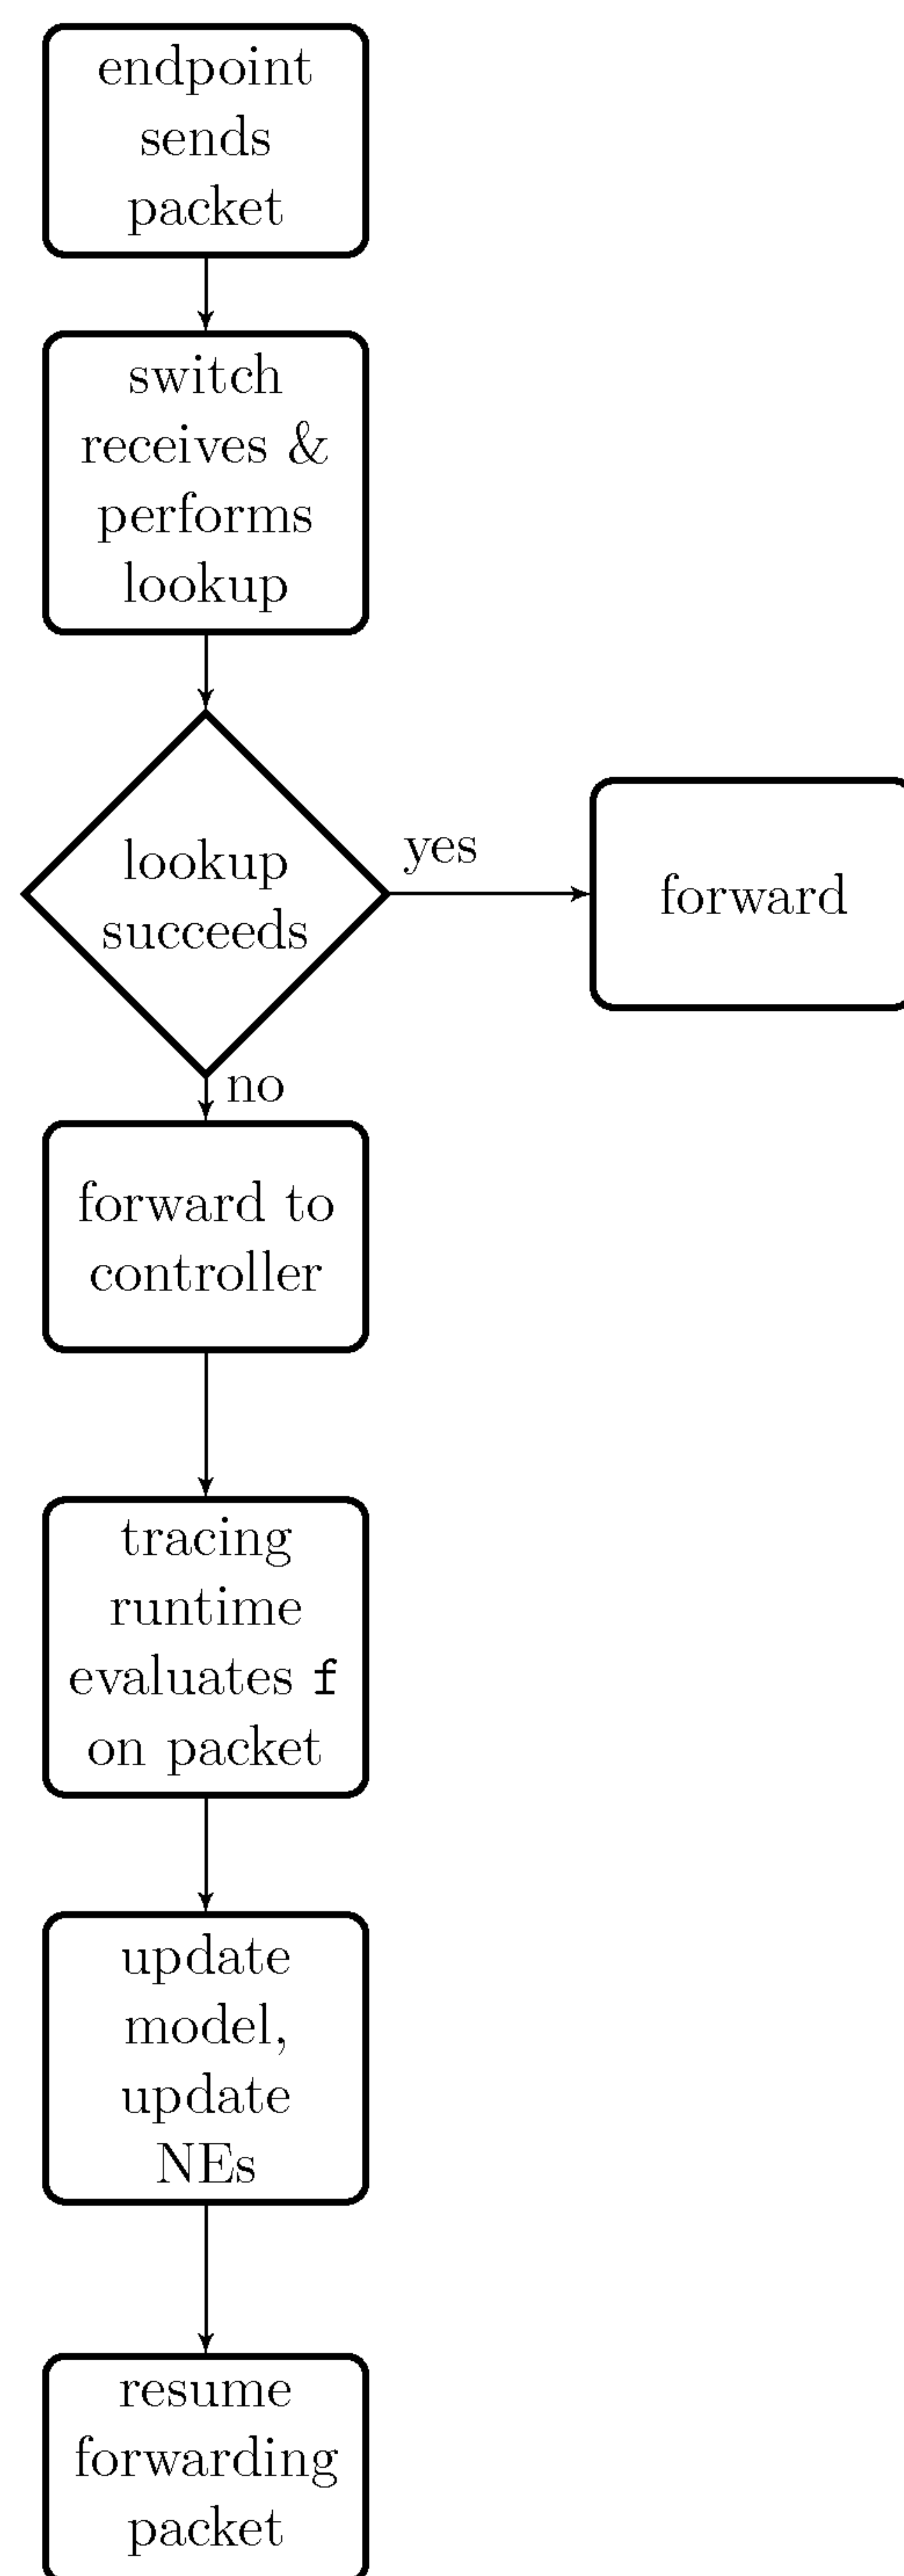 endpoint
sends
packet
switch
receives &
performs
lookup
lookup
succeeds
yes
forward
no
forward to
controller
tracing
runtime
evaluates f
on packet
update
model,
update
NEs
resume
forwarding
packet